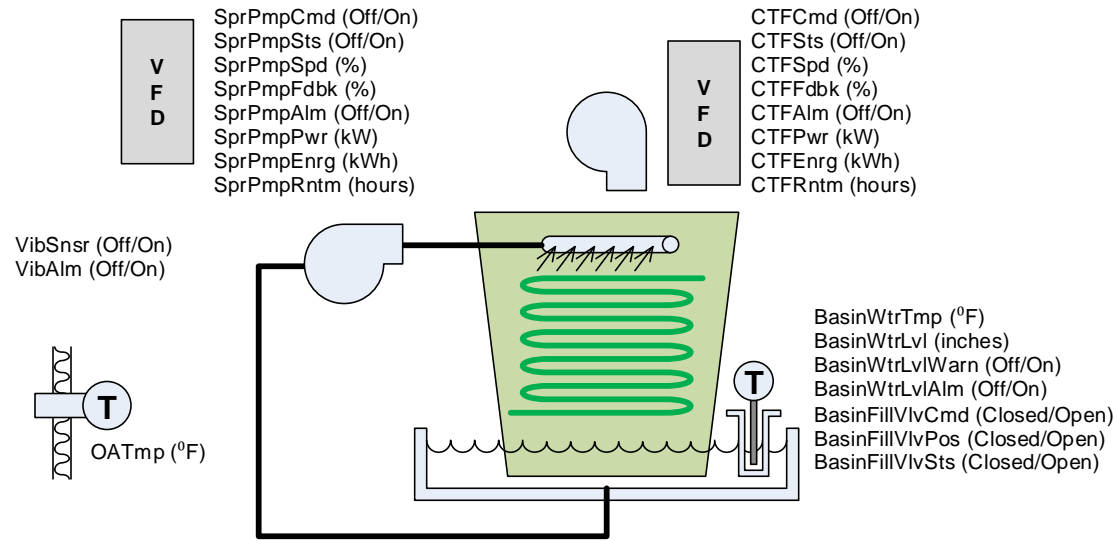 V
F
D
SprPmpCmd (Off/On)
SprPmpSts (Off/On)
SprPmpSpd (%)
SprPmpFdbk (%)
SprPmpAlm (Off/On)
SprPmpPwr (kW)
SprPmpEnrg (kWh)
SprPmpRntm (hours)
V
F
D
CTFCmd (Off/On)
CTFSts (Off/On)
CTFSpd (%)
CTFFdbk (%)
CTFAlm (Off/On)
CTFPwr (kW)
CTFEnrg (kWh)
CTFRntm (hours)
VibSnsr (Off/On)
VibAlm (Off/On)
T
OATmp (⁰F)
T
BasinWtrTmp (⁰F)
BasinWtrLvl (inches)
BasinWtrLvlWarn (Off/On)
BasinWtrLvlAlm (Off/On)
BasinFillVlvCmd (Closed/Open)
BasinFillVlvPos (Closed/Open)
BasinFillVlvSts (Closed/Open)